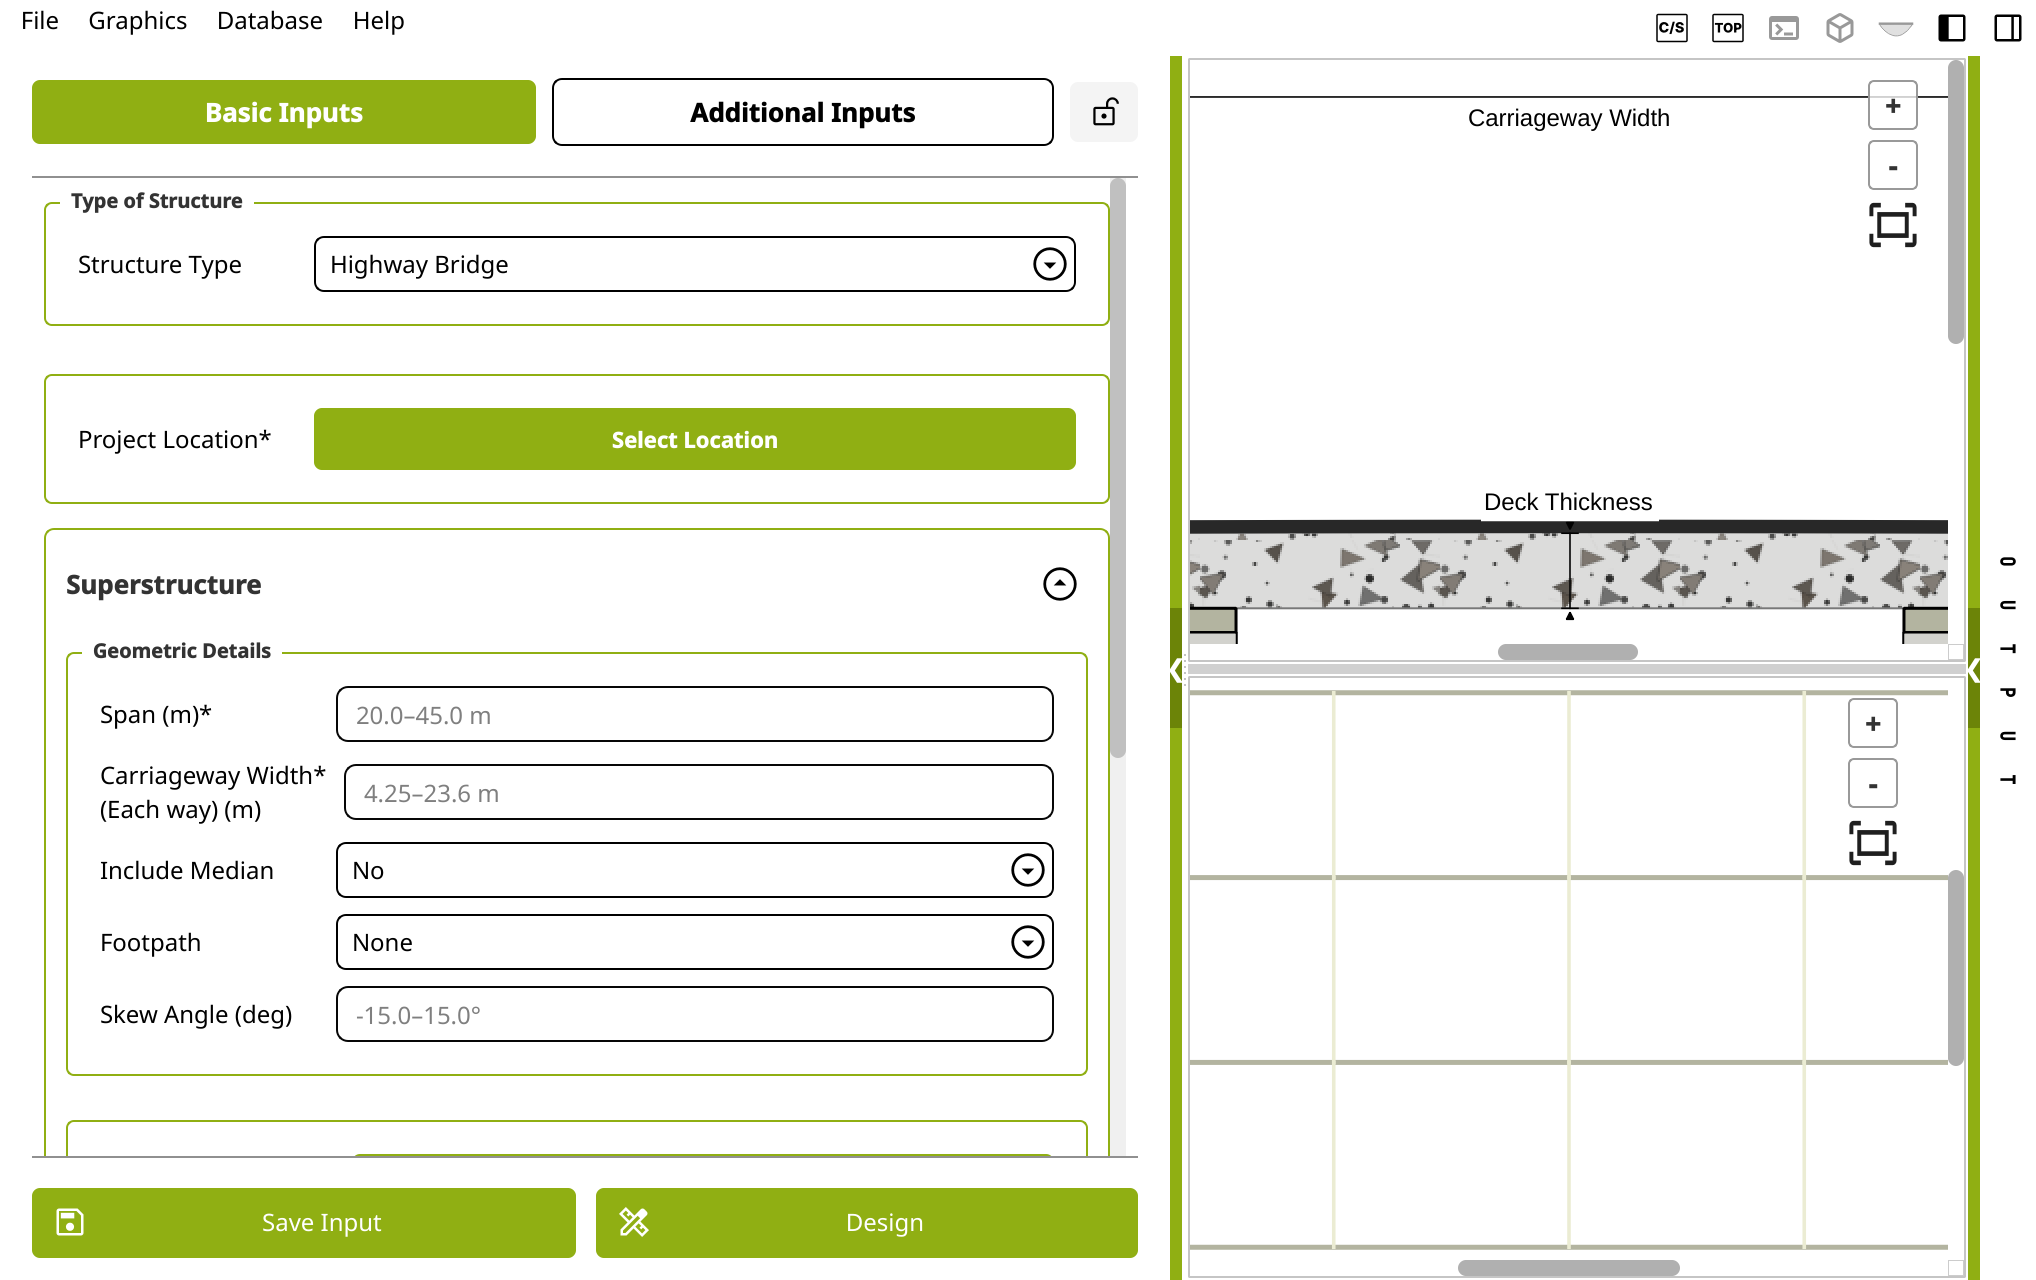 File Graphics Database Help
C/S TOP
Basic Inputs Additional Inputs
Type of Structure
Structure Type Highway Bridge
Project Location* Select Location
Superstructure
Geometric Details
Span (m)* 20.0–45.0 m
Carriageway Width*
(Each way) (m) 4.25–23.6 m
Include Median No
Footpath None
Skew Angle (deg) -15.0–15.0°
Save Input Design
Carriageway Width
+
-
Deck Thickness
+
-
OUTPUT